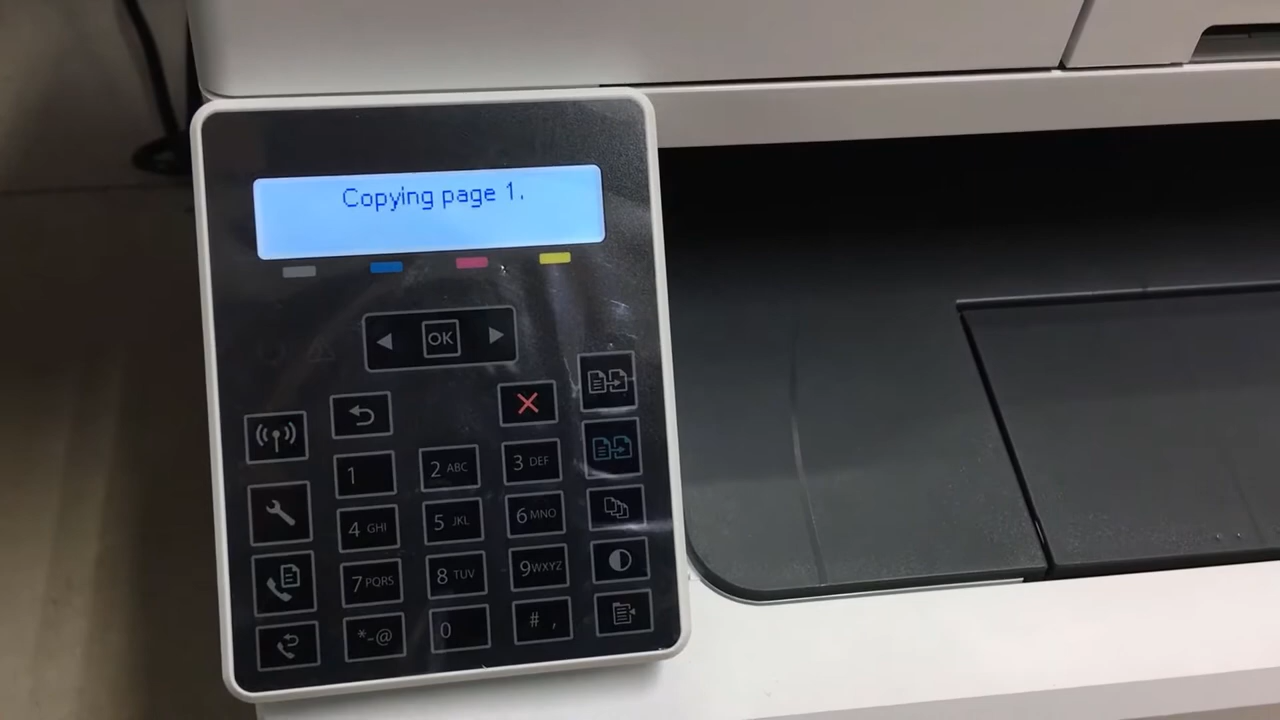 Copying page 1.
OK
1
2 ABC
3 DEF
4 GHI
5 JKL
6 MNO
7 PQRS
8 TUV
9 WXYZ
*-@
0
# ,